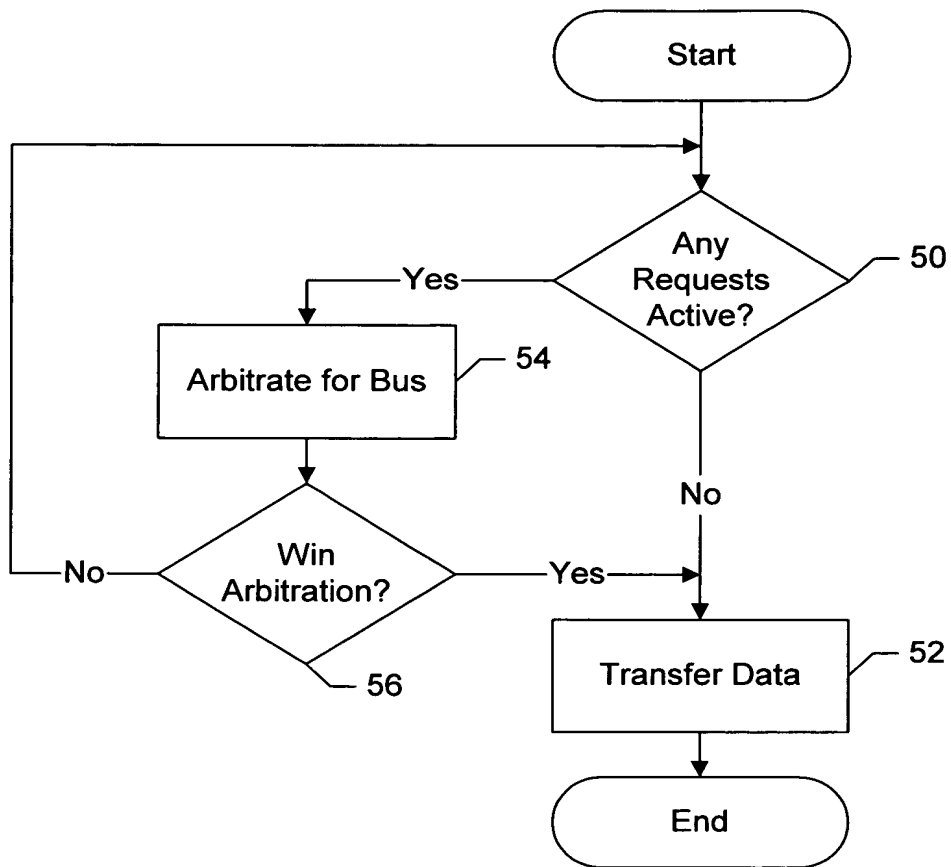 Start
Any
Requests
Active?
50
Yes
54
Arbitrate for Bus
No
Win
Arbitration?
No
Yes
56
Transfer Data
52
End